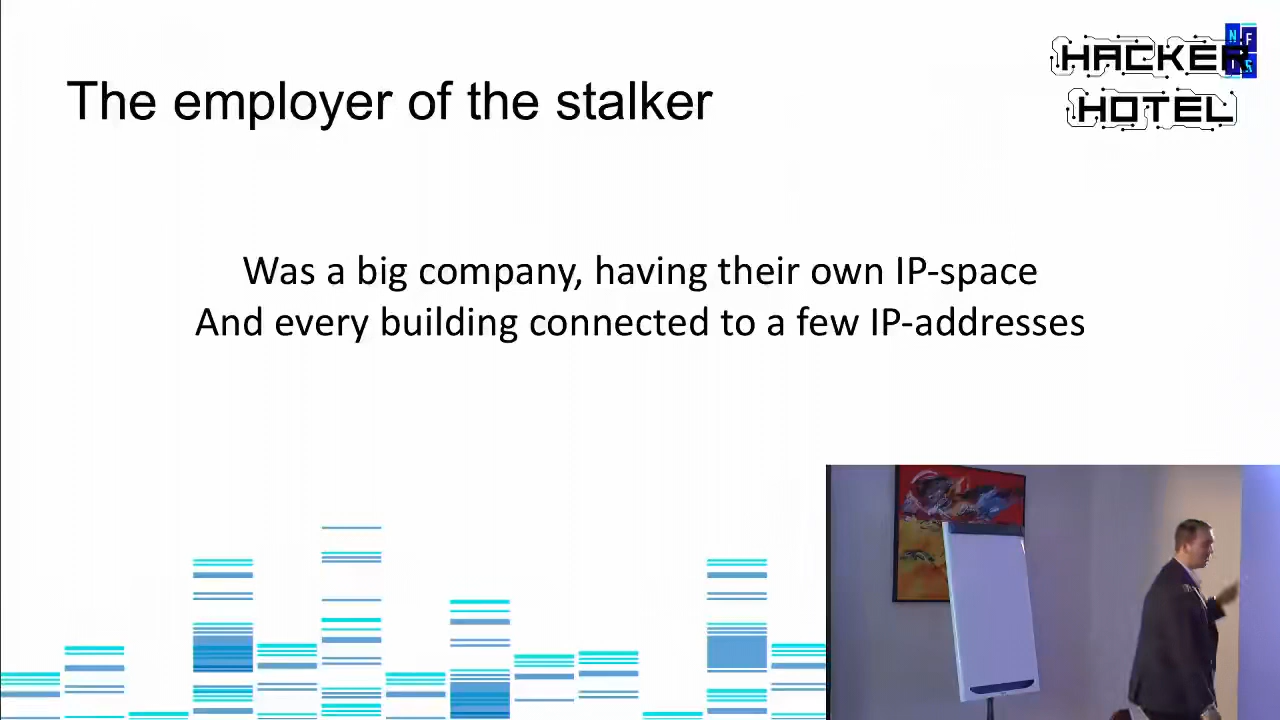 The employer of the stalker
HACKER
HOTEL
Was a big company, having their own IP-space
And every building connected to a few IP-addresses